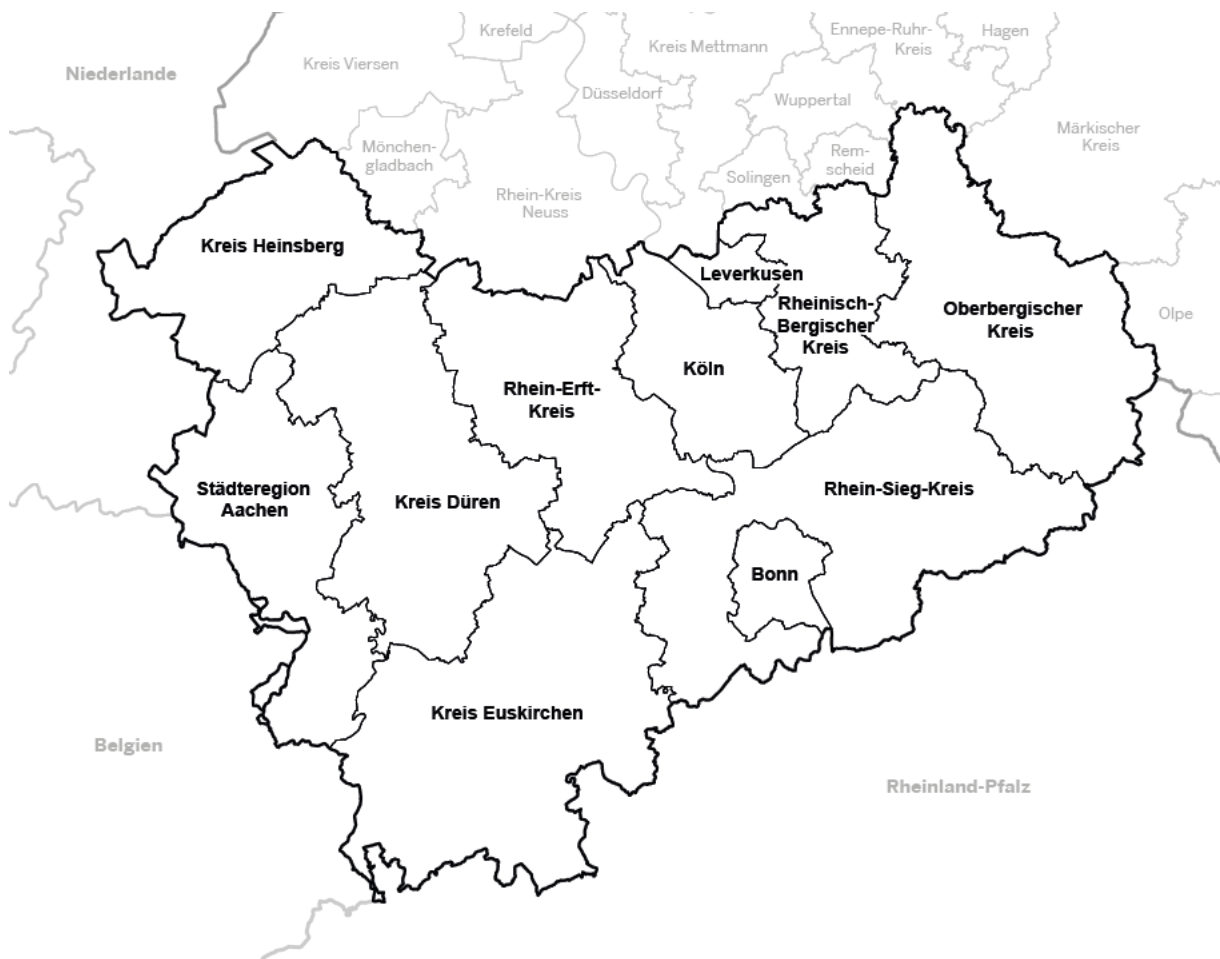 Krefeld
Ennepe-Ruhr-
Kreis
Hagen
Kreis Mettmann
Kreis Viersen
Niederlande
Düsseldorf
Wuppertal
Märkischer
Kreis
Mönchen-
gladbach
Rem-
scheid
Solingen
Rhein-Kreis
Neuss
Kreis Heinsberg
Leverkusen
Rheinisch-
Bergischer
Kreis
Oberbergischer
Kreis
Olpe
Köln
Rhein-Erft-
Kreis
Städteregion
Aachen
Kreis Düren
Rhein-Sieg-Kreis
Bonn
Kreis Euskirchen
Belgien
Rheinland-Pfalz